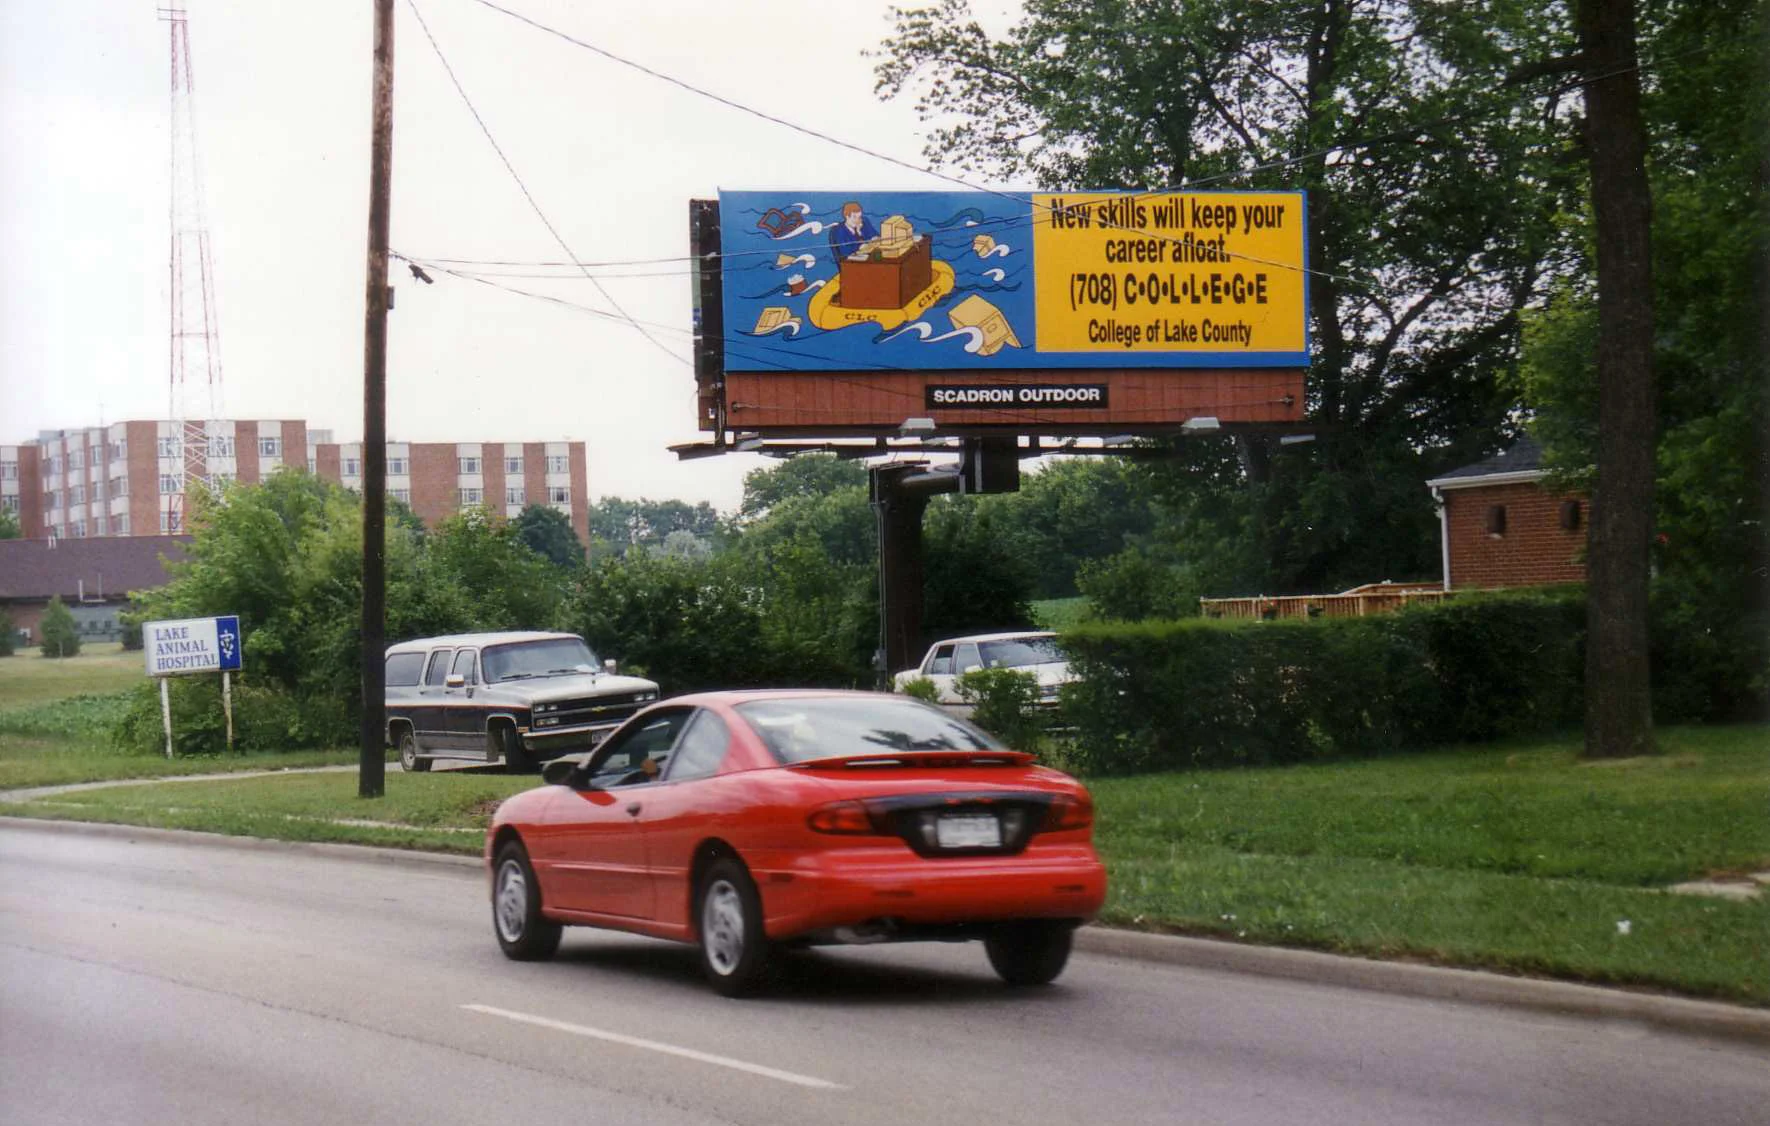 New skills will keep your
career afloat.
(708) C•O•L•L•E•G•E
College of Lake County
CLC
CLC
SCADRON OUTDOOR
LAKE
ANIMAL
HOSPITAL